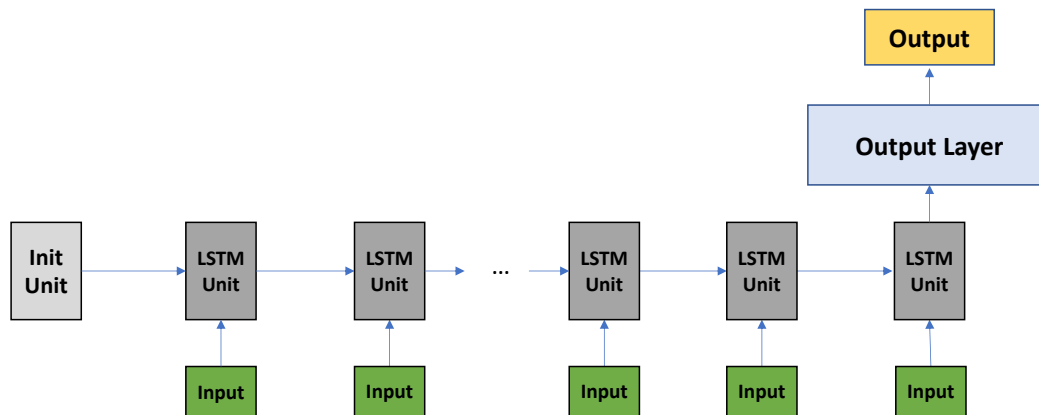 Output
Output Layer
Init
Unit
LSTM
Unit
LSTM
Unit
...
LSTM
Unit
LSTM
Unit
LSTM
Unit
Input
Input
Input
Input
Input